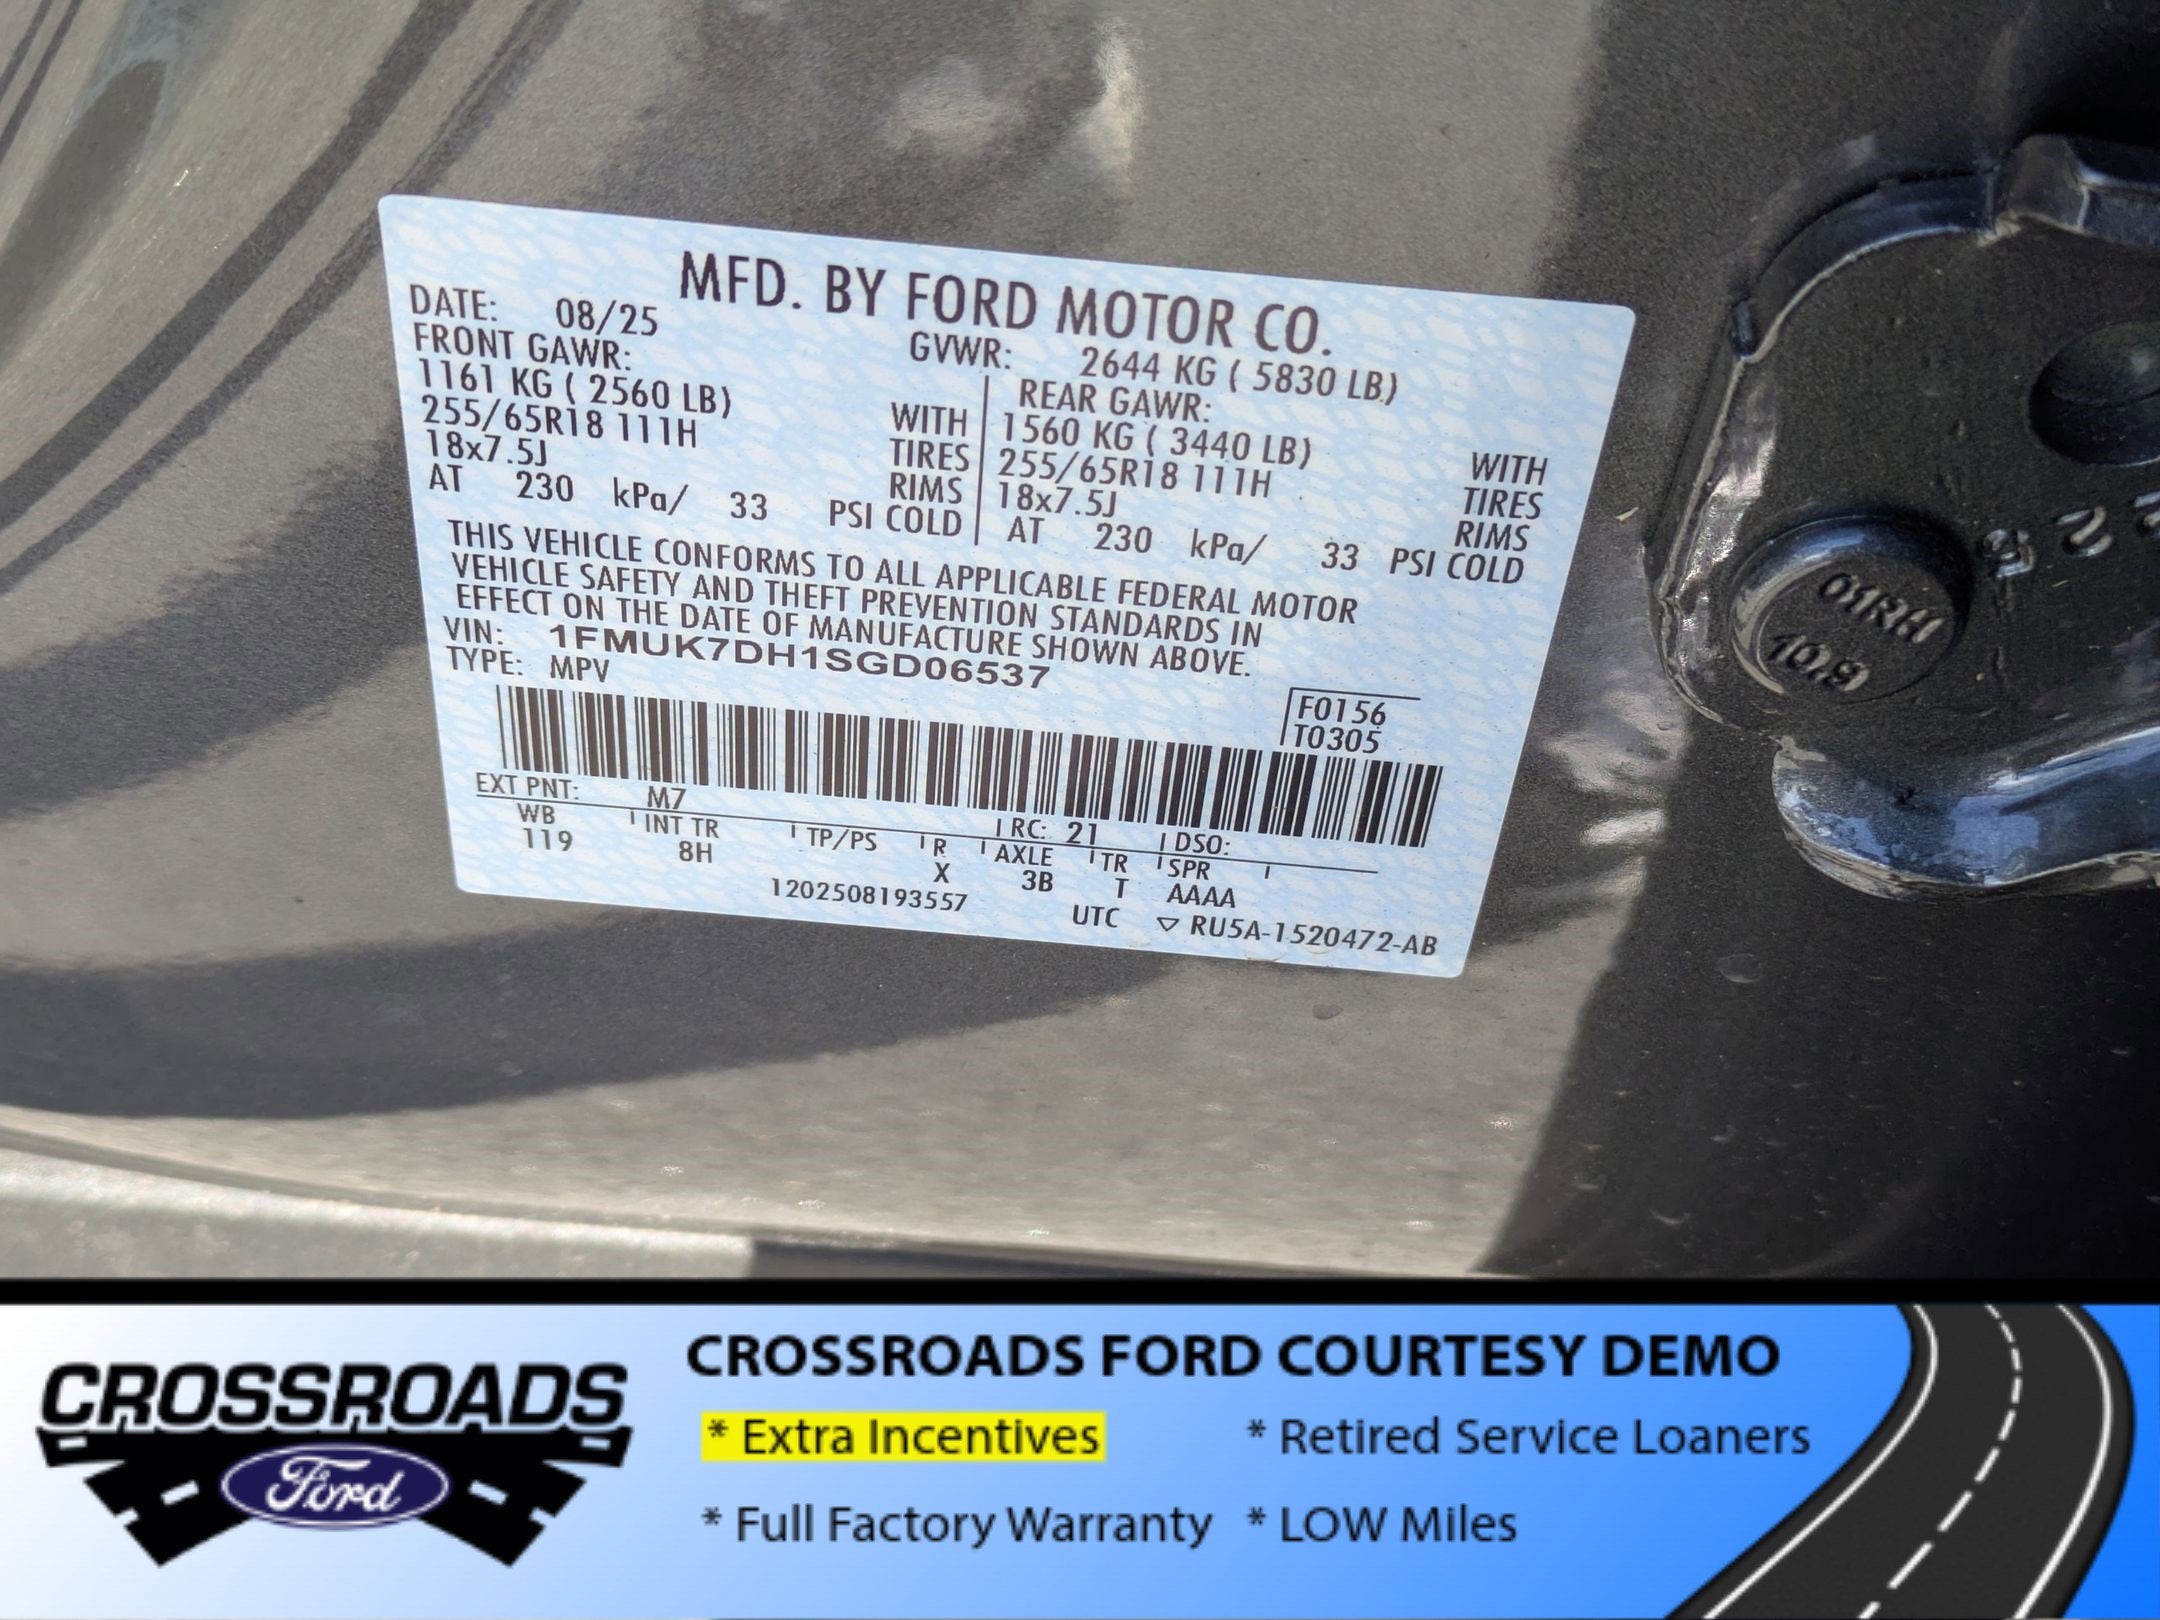 MFD. BY FORD MOTOR CO.
DATE: 08/25 GVWR: 2644 KG ( 5830 LB)
FRONT GAWR: REAR GAWR:
1161 KG ( 2560 LB) WITH 1560 KG ( 3440 LB) WITH
255/65R18 111H TIRES 255/65R18 111H TIRES
18x7.5J RIMS 18x7.5J RIMS
AT 230 kPa/ 33 PSI COLD AT 230 kPa/ 33 PSI COLD
THIS VEHICLE CONFORMS TO ALL APPLICABLE FEDERAL MOTOR
VEHICLE SAFETY AND THEFT PREVENTION STANDARDS IN
EFFECT ON THE DATE OF MANUFACTURE SHOWN ABOVE.
VIN: 1FMUK7DH1SGD06537
TYPE: MPV
F0156
T0305
EXT PNT: M7 RC: 21 DSO:
WB INT TR TP/PS R AXLE TR SPR
119 8H X 3B T AAAA
1202508193557 UTC ▽ RU5A-1520472-AB
01RH
10.9
CROSSROADS
Ford
CROSSROADS FORD COURTESY DEMO
* Extra Incentives * Retired Service Loaners
* Full Factory Warranty * LOW Miles